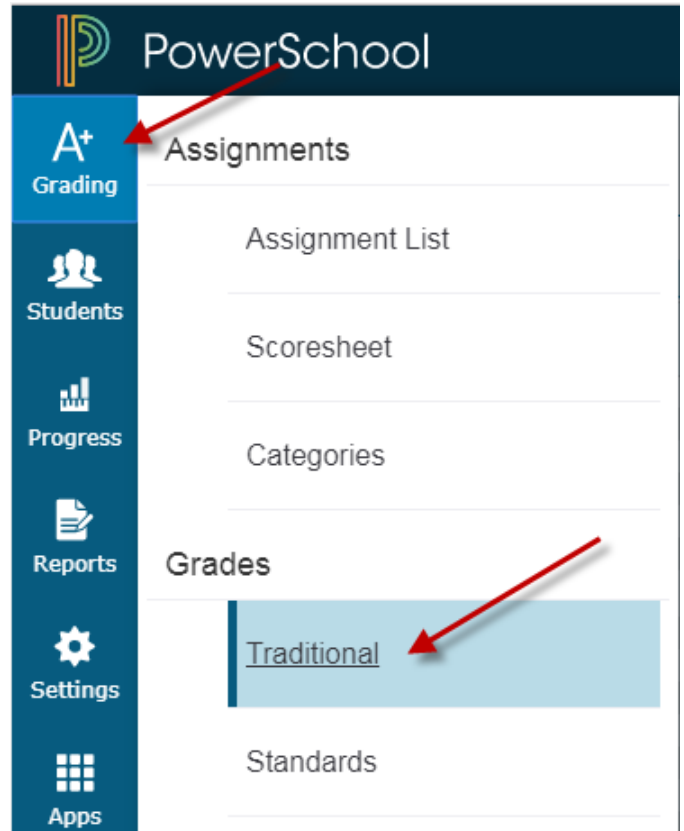 PowerSchool
A+
Grading
Students
Progress
Reports
Settings
Apps
Assignments
Assignment List
Scoresheet
Categories
Grades
Traditional
Standards